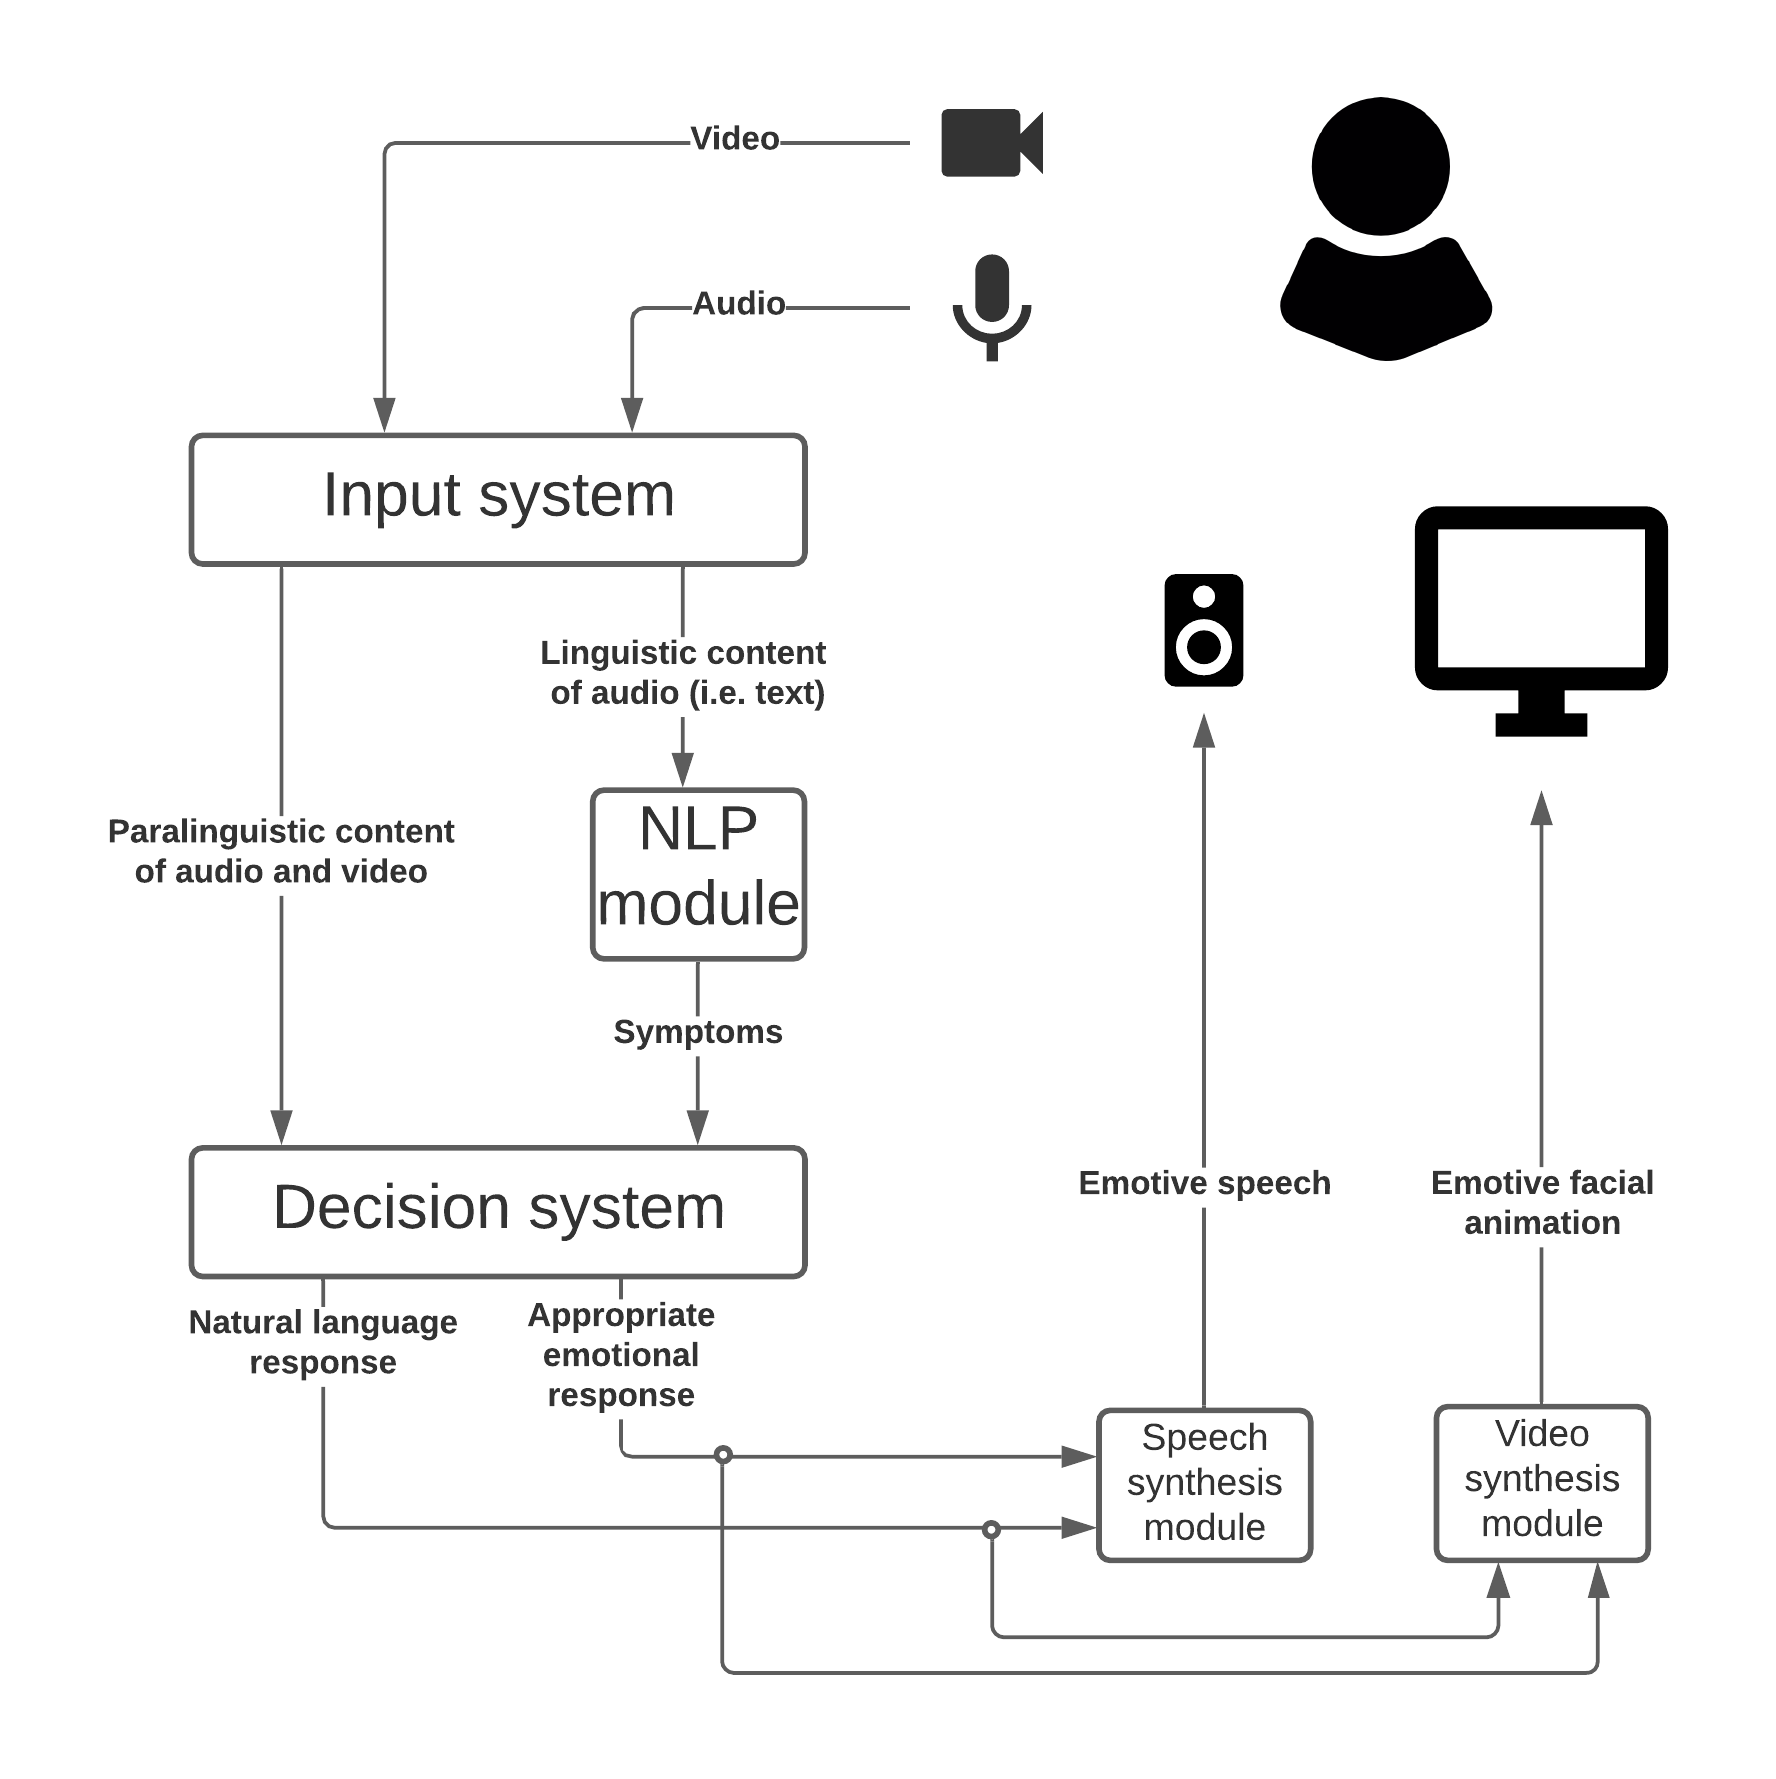 Video
Audio
Input system
Linguistic content
of audio (i.e. text)
Paralinguistic content
of audio and video
NLP
module
Symptoms
Decision system
Emotive speech
Emotive facial
animation
Natural language
response
Appropriate
emotional
response
Speech
synthesis
module
Video
synthesis
module